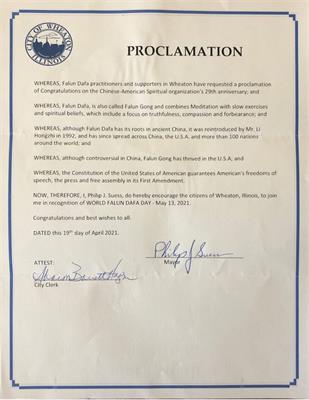 CITY OF WHEATON
ILLINOIS
PROCLAMATION
WHEREAS, Falun Dafa practitioners and supporters in Wheaton have requested a proclamation
of Congratulations on the Chinese-American Spiritual organization's 29th anniversary; and
WHEREAS, Falun Dafa, is also called Falun Gong and combines Meditation with slow exercises
and spiritual beliefs, which include a focus on truthfulness, compassion and forbearance; and
WHEREAS, although Falun Dafa has its roots in ancient China, it was reintroduced by Mr. Li
Hongzhi in 1992, and has since spread across China, the U.S.A. and more than 100 nations
around the world; and
WHEREAS, although controversial in China, Falun Gong has thrived in the U.S.A; and
WHEREAS, the Constitution of the United States of American guarantees American's freedoms of
speech, the press and free assembly in its First Amendment.
NOW, THEREFORE, I, Philip J. Suess, do hereby encourage the citizens of Wheaton, Illinois, to join
me in recognition of WORLD FALUN DAFA DAY - May 13, 2021.
Congratulations and best wishes to all.
DATED this 19th day of April 2021.
Philip J Suess
ATTEST:
Mayor
Sharon
City Clerk